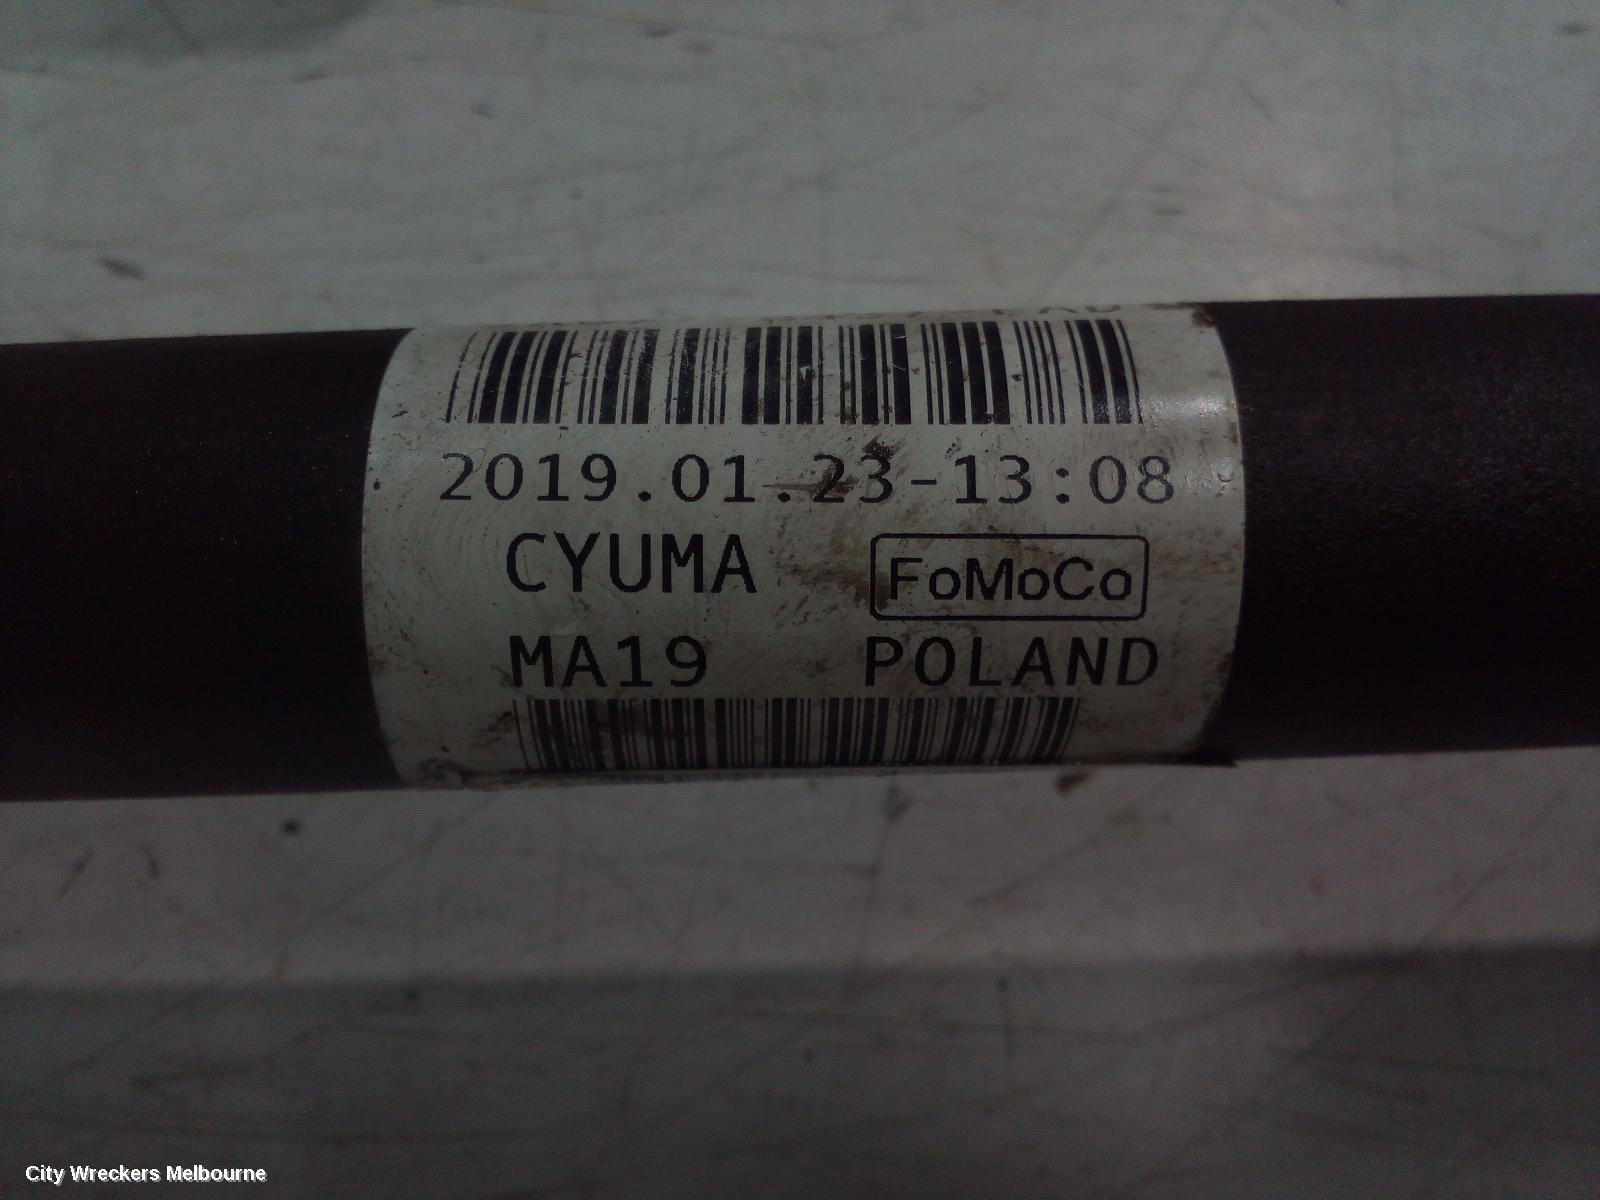 2019.01.23-13:08
CYUMA FoMoCo
MA19 POLAND
City Wreckers Melbourne